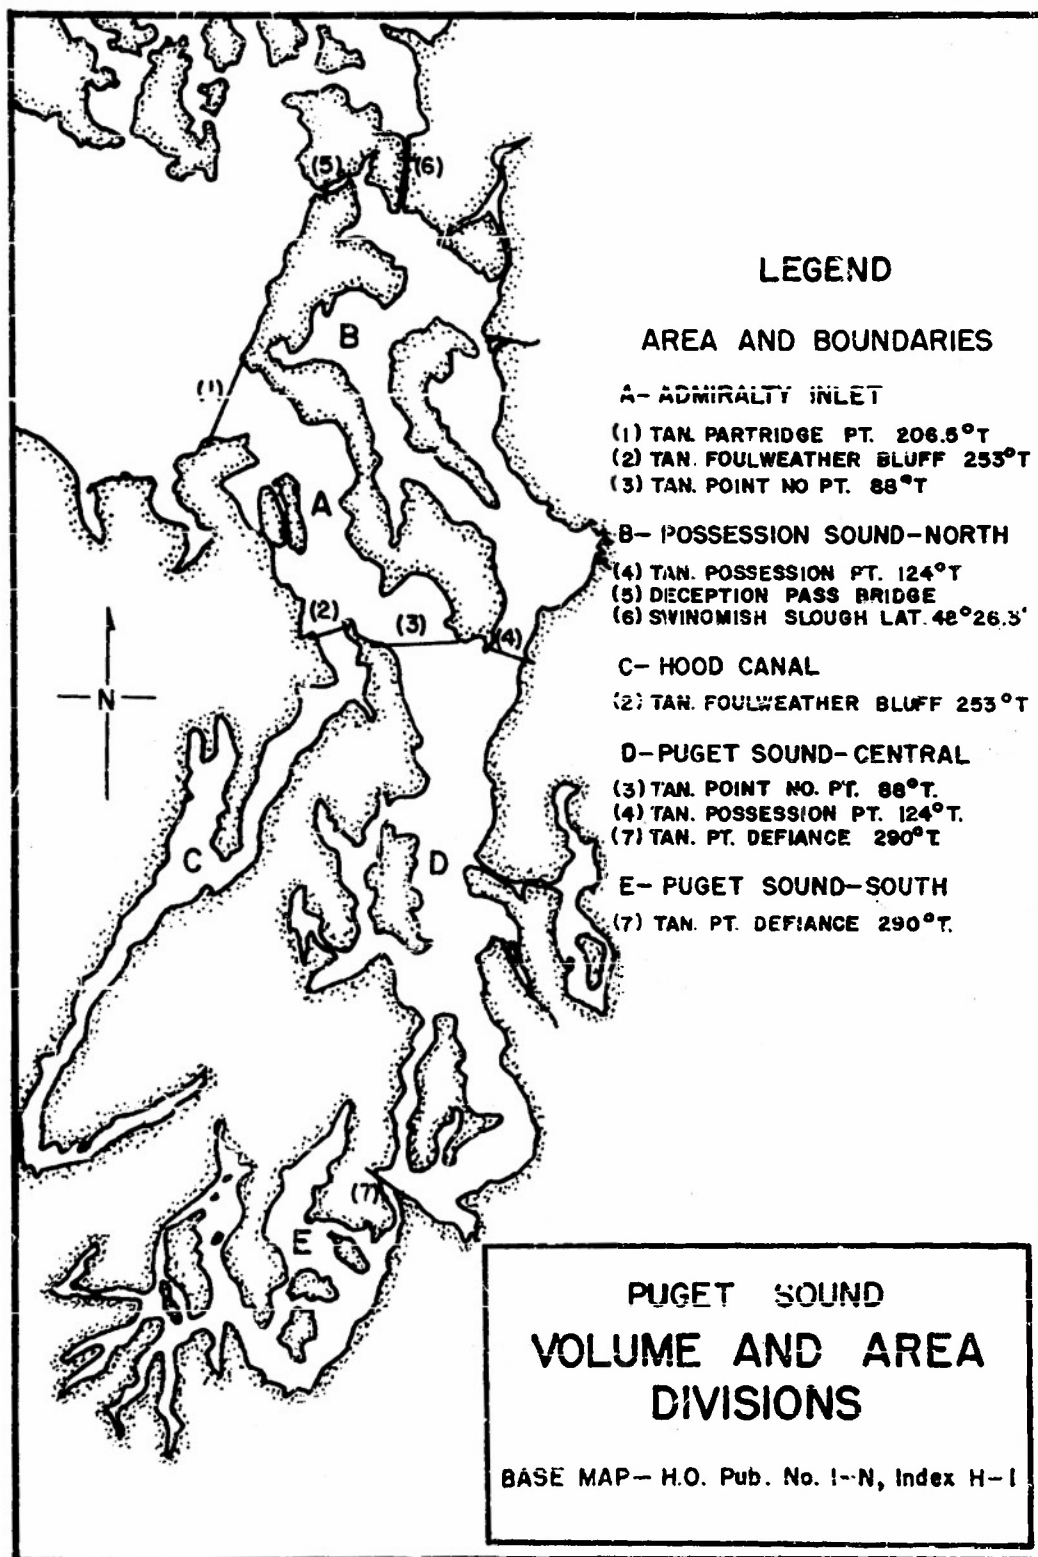 (5)
(6)
LEGEND
B
AREA AND BOUNDARIES
(1)
A- ADMIRALTY INLET
(1) TAN. PARTRIDGE PT. 206.5°T
(2) TAN. FOULWEATHER BLUFF 253°T
(3) TAN. POINT NO PT. 88°T
A
B- POSSESSION SOUND-NORTH
(4) TAN. POSSESSION PT. 124°T
(5) DECEPTION PASS BRIDGE
(6) SWINOMISH SLOUGH LAT. 48°26.5'
(2)
(3)
(4)
C- HOOD CANAL
N
(2) TAN. FOULWEATHER BLUFF 253°T
D-PUGET SOUND-CENTRAL
(3) TAN. POINT NO. PT. 88°T.
(4) TAN. POSSESSION PT. 124°T.
(7) TAN. PT. DEFIANCE 290°T
C
D
E- PUGET SOUND-SOUTH
(7) TAN. PT. DEFIANCE 290°T.
(7)
E
PUGET SOUND
VOLUME AND AREA
DIVISIONS
BASE MAP- H.O. Pub. No. I-N, Index H-I